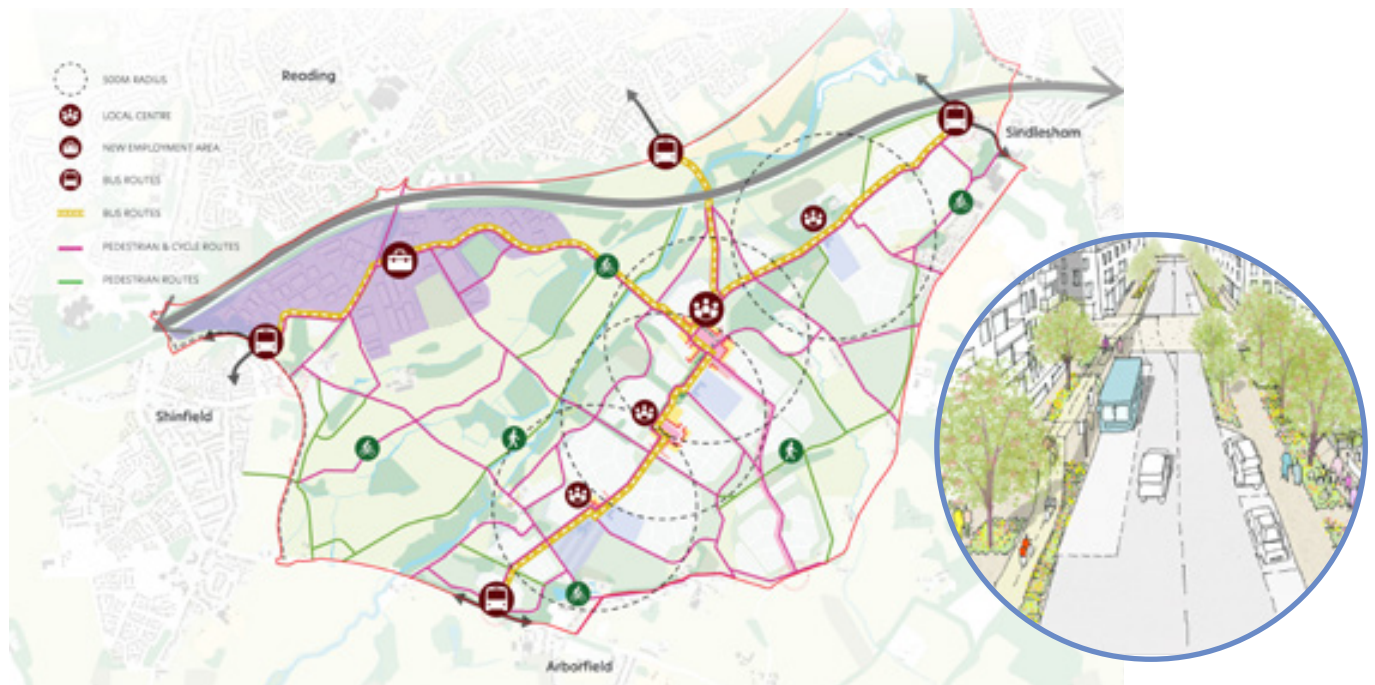 Reading
500M RADIUS
LOCAL CENTRE
NEW EMPLOYMENT AREA
BUS ROUTES
BUS ROUTES
PEDESTRIAN & CYCLE ROUTES
PEDESTRIAN ROUTES
Sindlesham
Shinfield
Arborfield